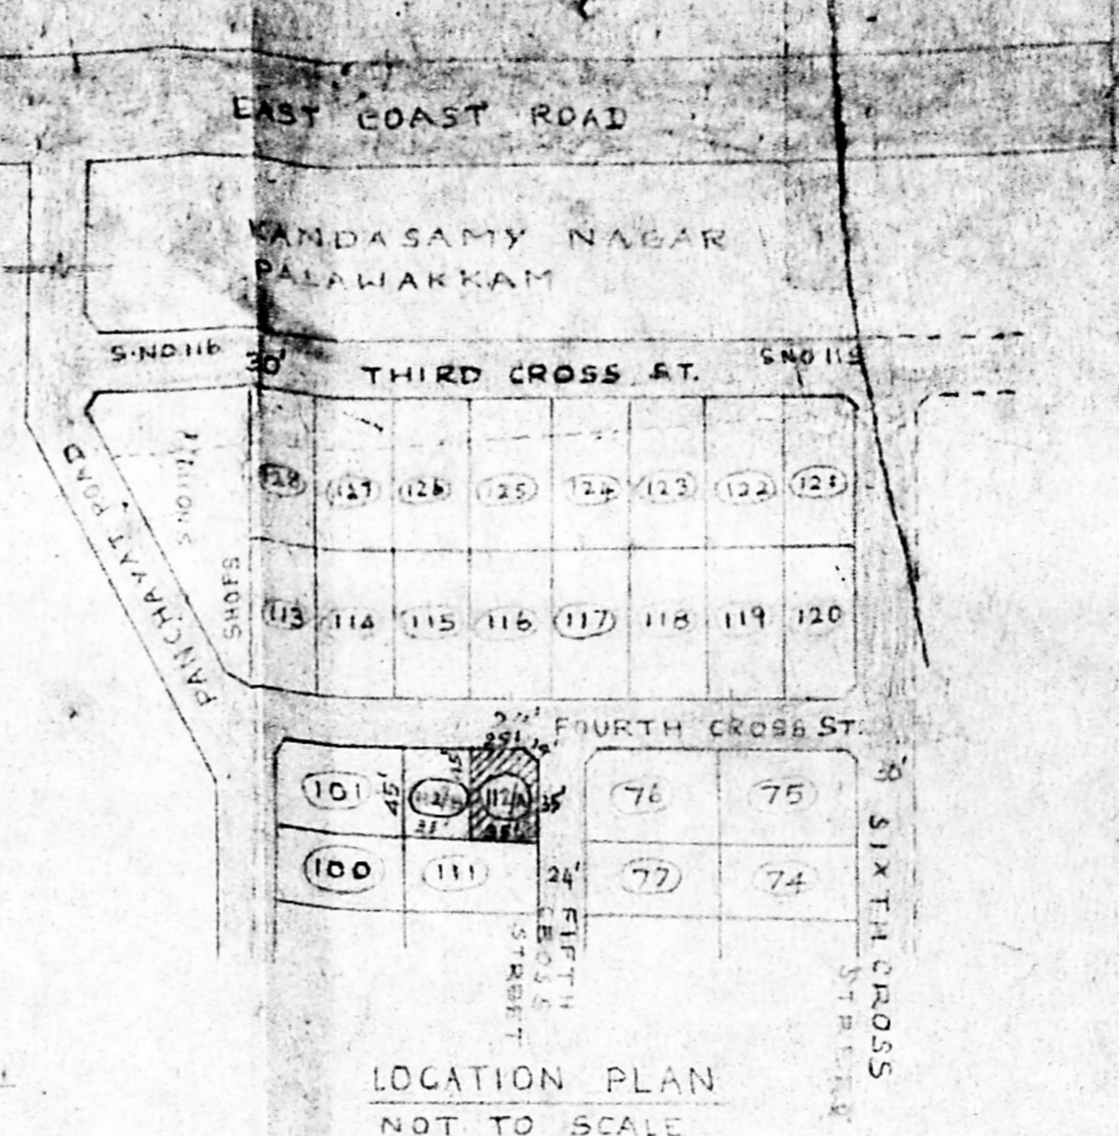 EAST COAST ROAD
KANDASAMY NAGAR
PALAWAKKAM
S.NO.116
30'
THIRD CROSS ST.
S NO 115
PANCHAYAT ROAD
S.NO
SHOPS
128
127
126
125
124
123
122
121
113
114
115
116
117
118
119
120
FOURTH CROSS ST.
101
45'
112/B
112/A
35'
100
111
24'
FIFTH
CROSS
STREET
76
75
77
74
30'
SIXTH CROSS
STREET
LOCATION PLAN
NOT TO SCALE